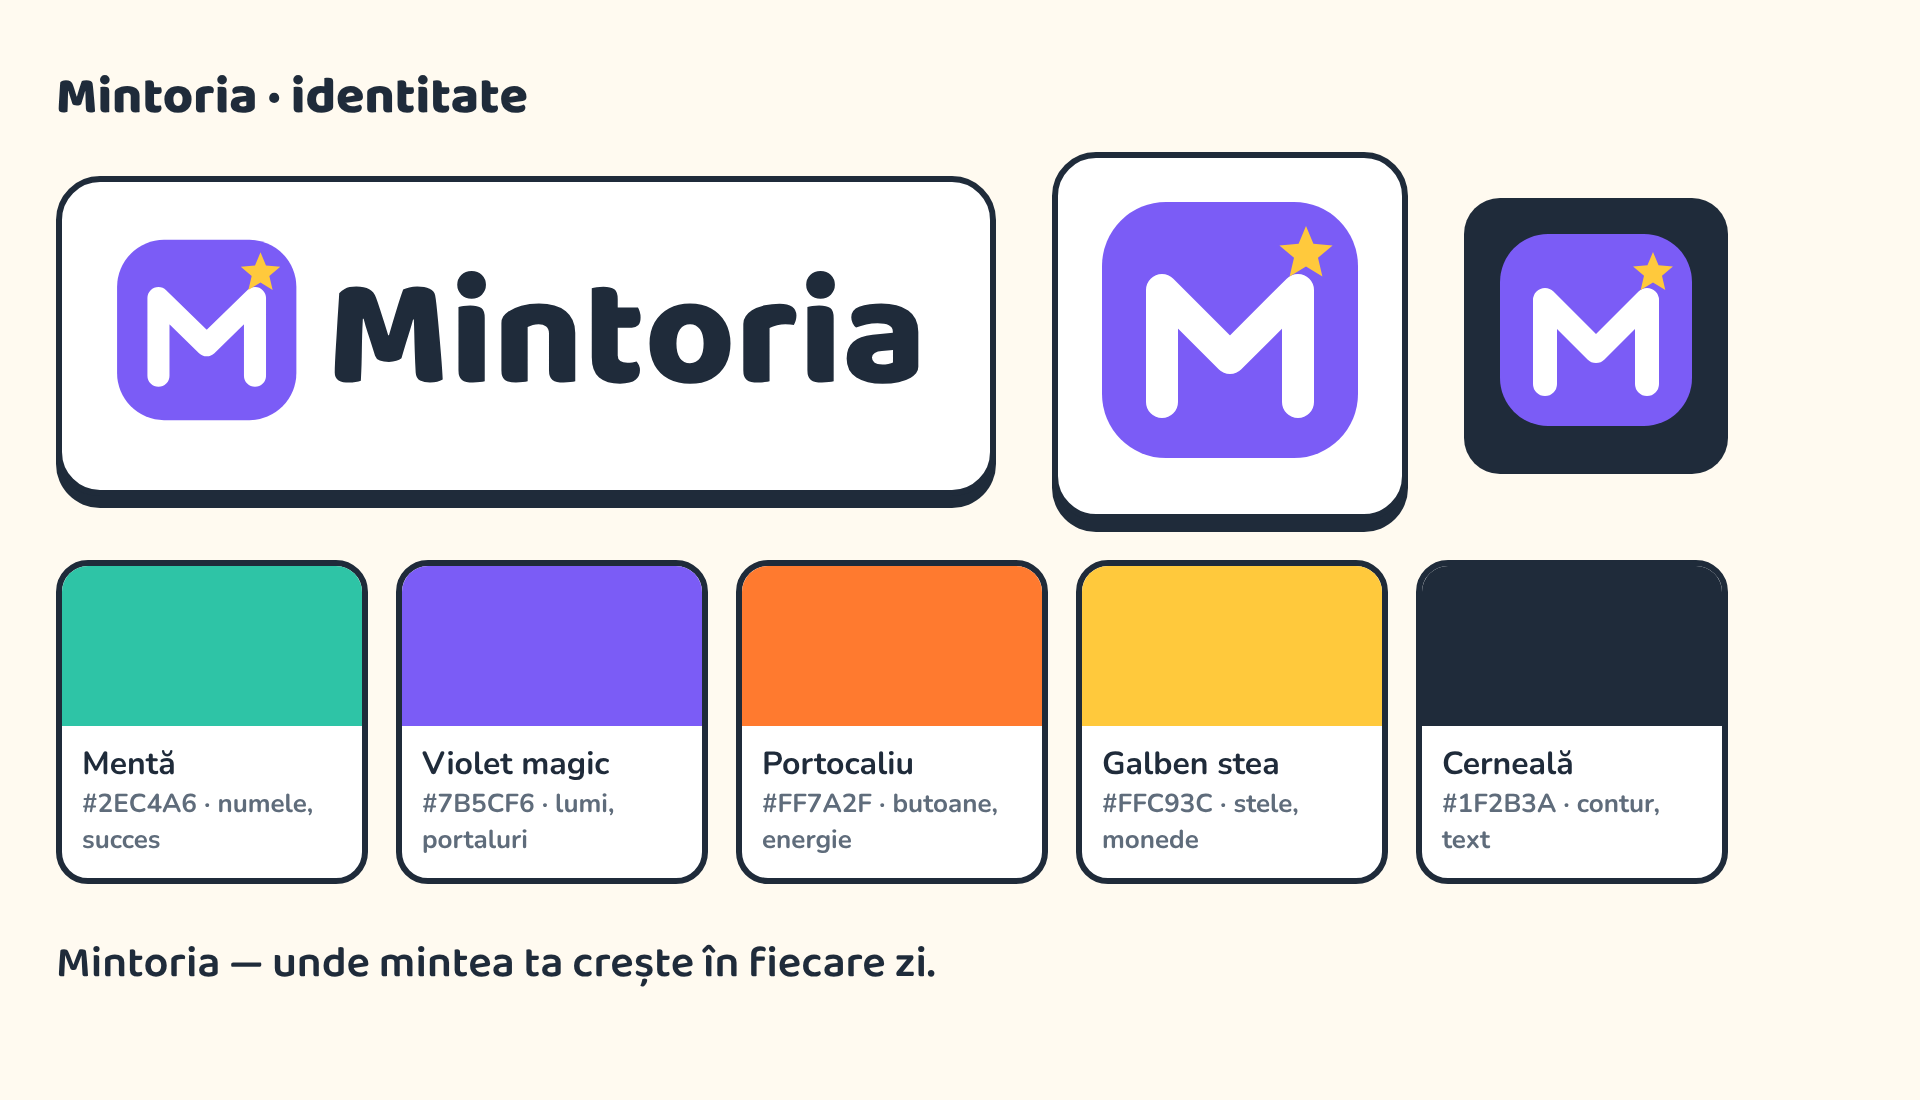 Mintoria · identitate
M Mintoria
M
M
Mentă
#2EC4A6 · numele,
succes
Violet magic
#7B5CF6 · lumi,
portaluri
Portocaliu
#FF7A2F · butoane,
energie
Galben stea
#FFC93C · stele,
monede
Cerneală
#1F2B3A · contur,
text
Mintoria — unde mintea ta crește în fiecare zi.